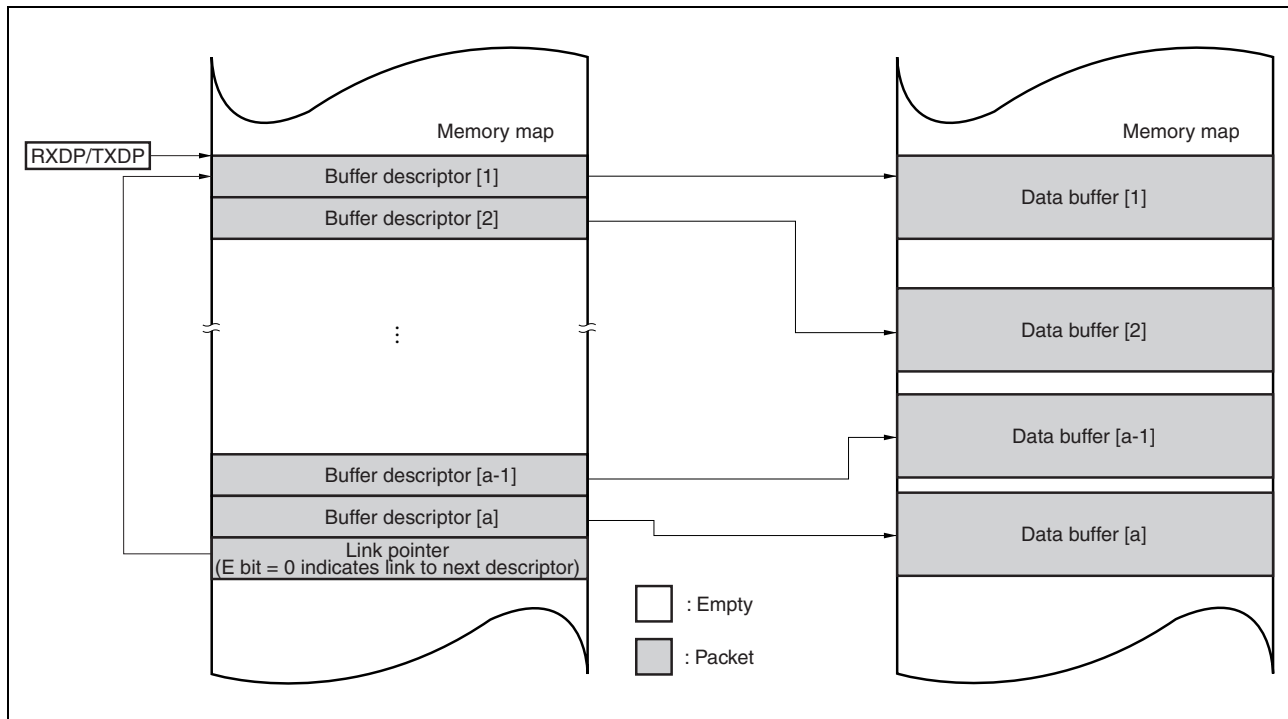 Memory map
RXDP/TXDP
Buffer descriptor [1]
Buffer descriptor [2]
⋮
Buffer descriptor [a-1]
Buffer descriptor [a]
Link pointer
(E bit = 0 indicates link to next descriptor)
Memory map
Data buffer [1]
Data buffer [2]
Data buffer [a-1]
Data buffer [a]
: Empty
: Packet